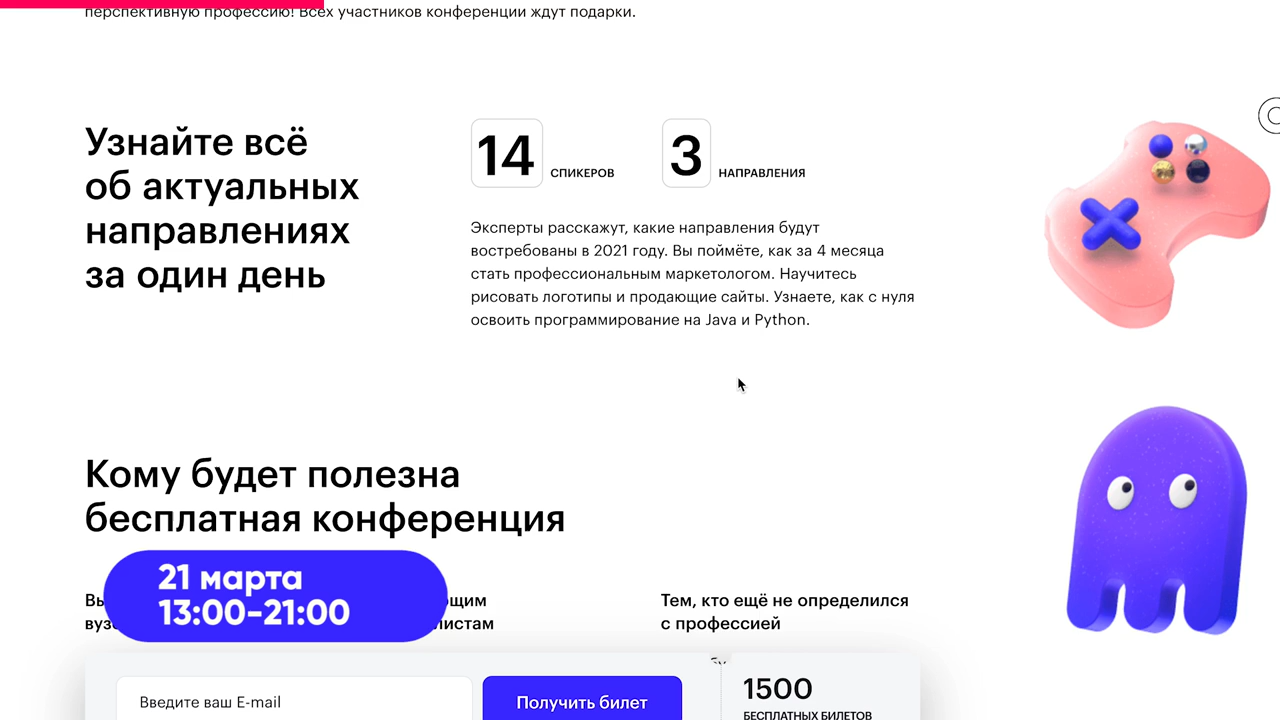 перспективную профессию! Всех участников конференции ждут подарки.
Узнайте всё
об актуальных
направлениях
за один день
14 СПИКЕРОВ
3 НАПРАВЛЕНИЯ
Эксперты расскажут, какие направления будут
востребованы в 2021 году. Вы поймёте, как за 4 месяца
стать профессиональным маркетологом. Научитесь
рисовать логотипы и продающие сайты. Узнаете, как с нуля
освоить программирование на Java и Python.
Кому будет полезна
бесплатная конференция
21 марта
13:00-21:00
Тем, кто ещё не определился
с профессией
Введите ваш E-mail
Получить билет
1500
БЕСПЛАТНЫХ БИЛЕТОВ